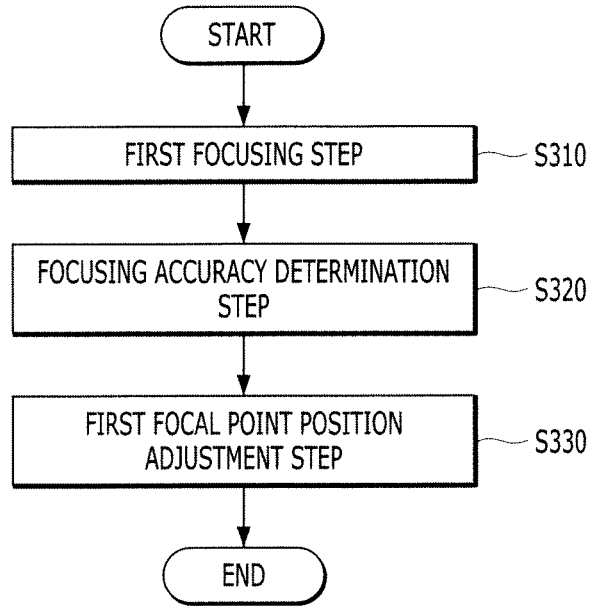 START
FIRST FOCUSING STEP
S310
FOCUSING ACCURACY DETERMINATION
STEP
S320
FIRST FOCAL POINT POSITION
ADJUSTMENT STEP
S330
END